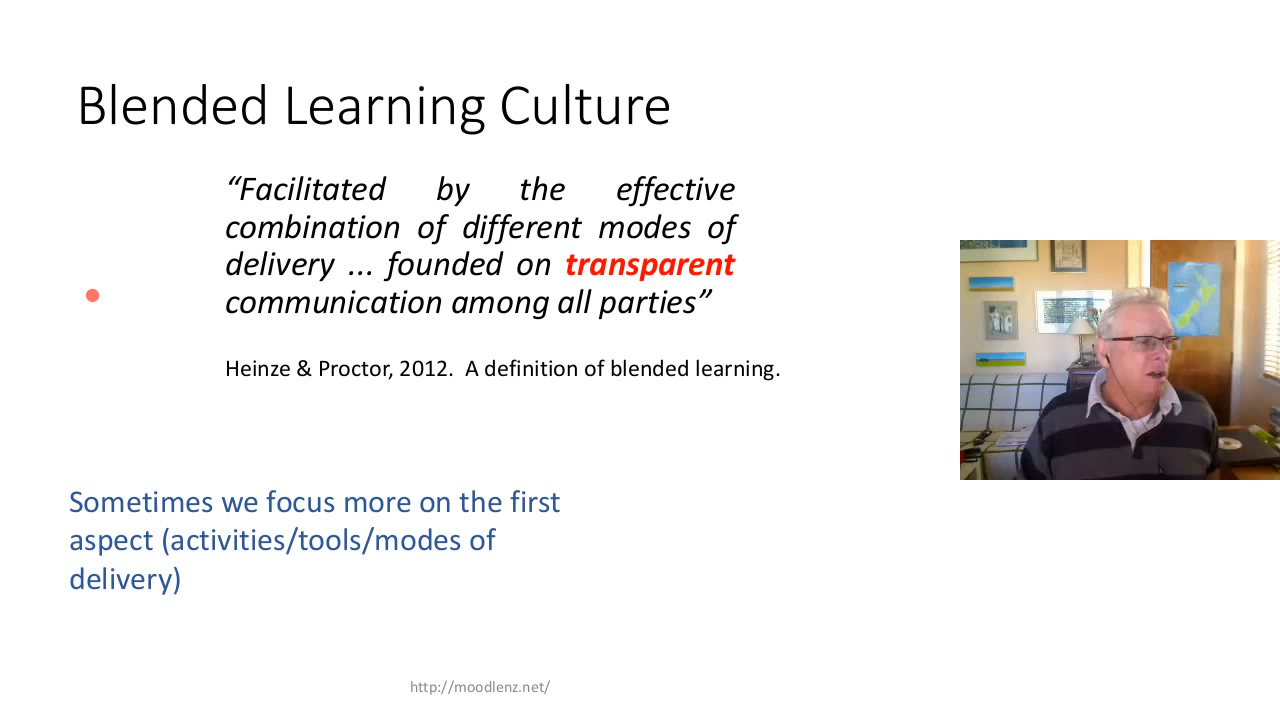 Blended Learning Culture
“Facilitated by the effective
combination of different modes of
delivery ... founded on transparent
communication among all parties”
Heinze & Proctor, 2012.  A definition of blended learning.
Sometimes we focus more on the first
aspect (activities/tools/modes of
delivery)
http://moodlenz.net/